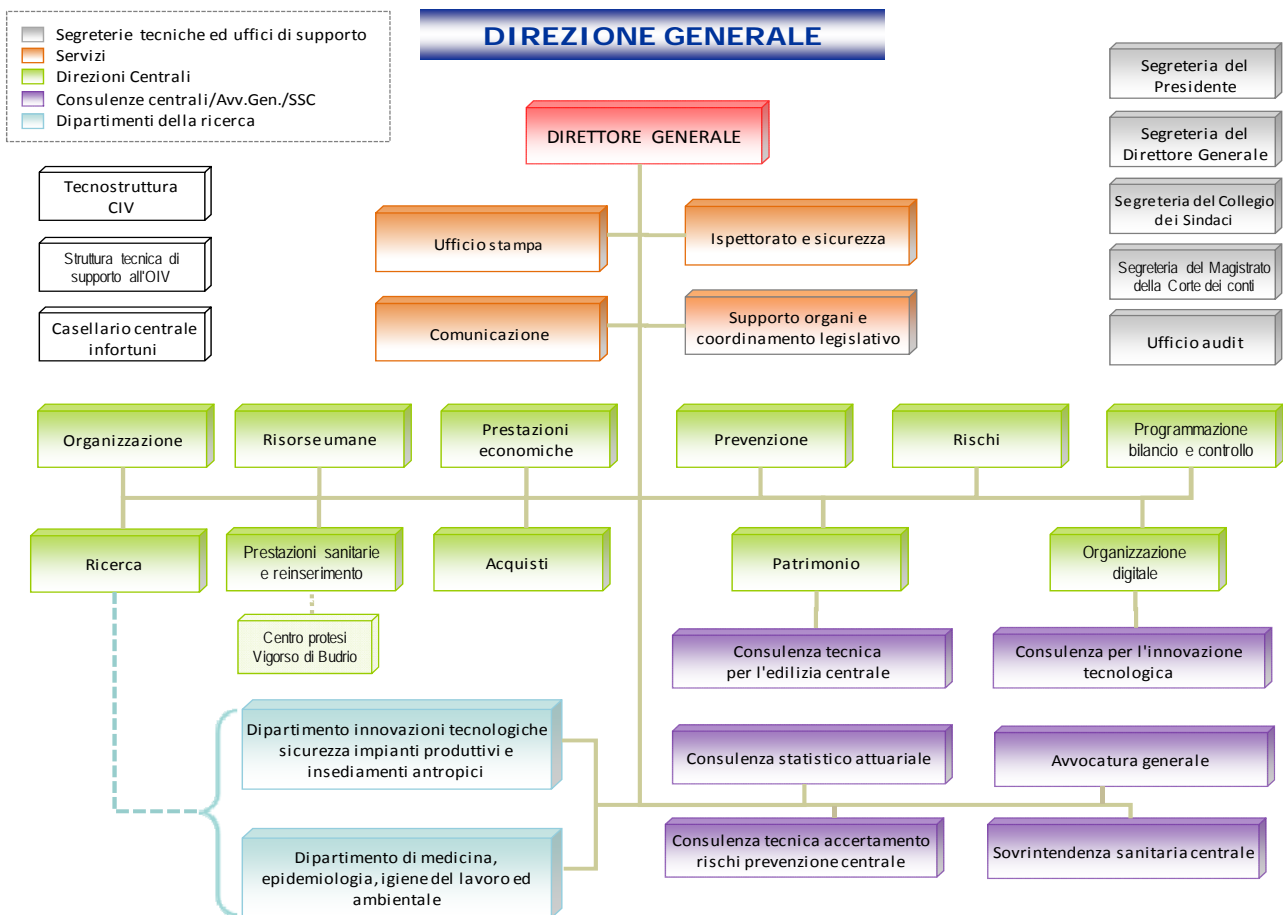 Segreterie tecniche ed uffici di supporto
Servizi
Direzioni Centrali
Consulenze centrali/Avv.Gen./SSC
Dipartimenti della ricerca
DIREZIONE GENERALE
DIRETTORE GENERALE
Segreteria del
Presidente
Segreteria del
Direttore Generale
Segreteria del Collegio
dei Sindaci
Segreteria del Magistrato
della Corte dei conti
Ufficio audit
Tecnostruttura
CIV
Struttura tecnica di
supporto all'OIV
Casellario centrale
infortuni
Ufficio stampa
Ispettorato e sicurezza
Comunicazione
Supporto organi e
coordinamento legislativo
Organizzazione
Risorse umane
Prestazioni
economiche
Prevenzione
Rischi
Programmazione
bilancio e controllo
Ricerca
Prestazioni sanitarie
e reinserimento
Acquisti
Patrimonio
Organizzazione
digitale
Centro protesi
Vigorso di Budrio
Consulenza tecnica
per l'edilizia centrale
Consulenza per l'innovazione
tecnologica
Dipartimento innovazioni tecnologiche
sicurezza impianti produttivi e
insediamenti antropici
Consulenza statistico attuariale
Avvocatura generale
Dipartimento di medicina,
epidemiologia, igiene del lavoro ed
ambientale
Consulenza tecnica accertamento
rischi prevenzione centrale
Sovrintendenza sanitaria centrale